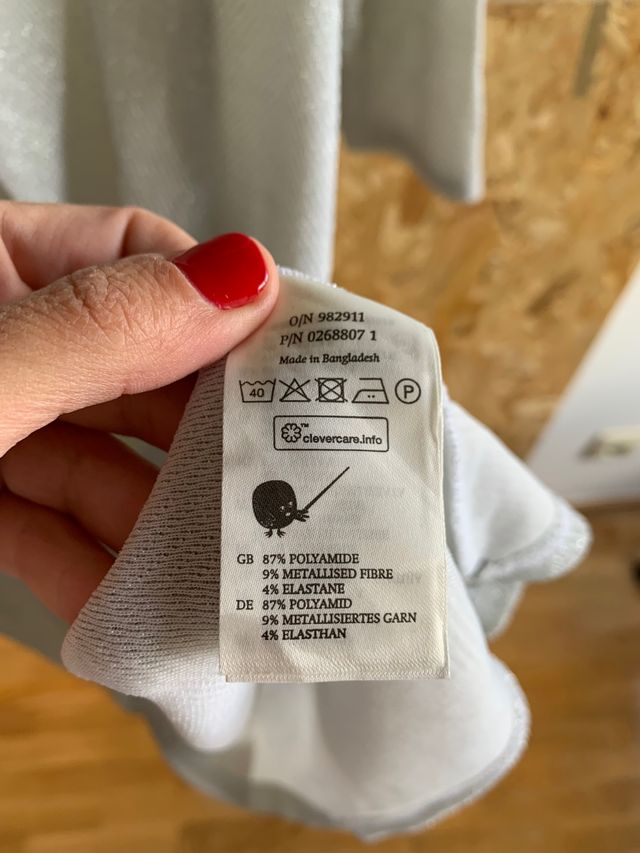 O/N 982911
P/N 0268807 1
Made in Bangladesh
40 P
™
clevercare.info
GB 87% POLYAMIDE
9% METALLISED FIBRE
4% ELASTANE
DE 87% POLYAMID
9% METALLISIERTES GARN
4% ELASTHAN